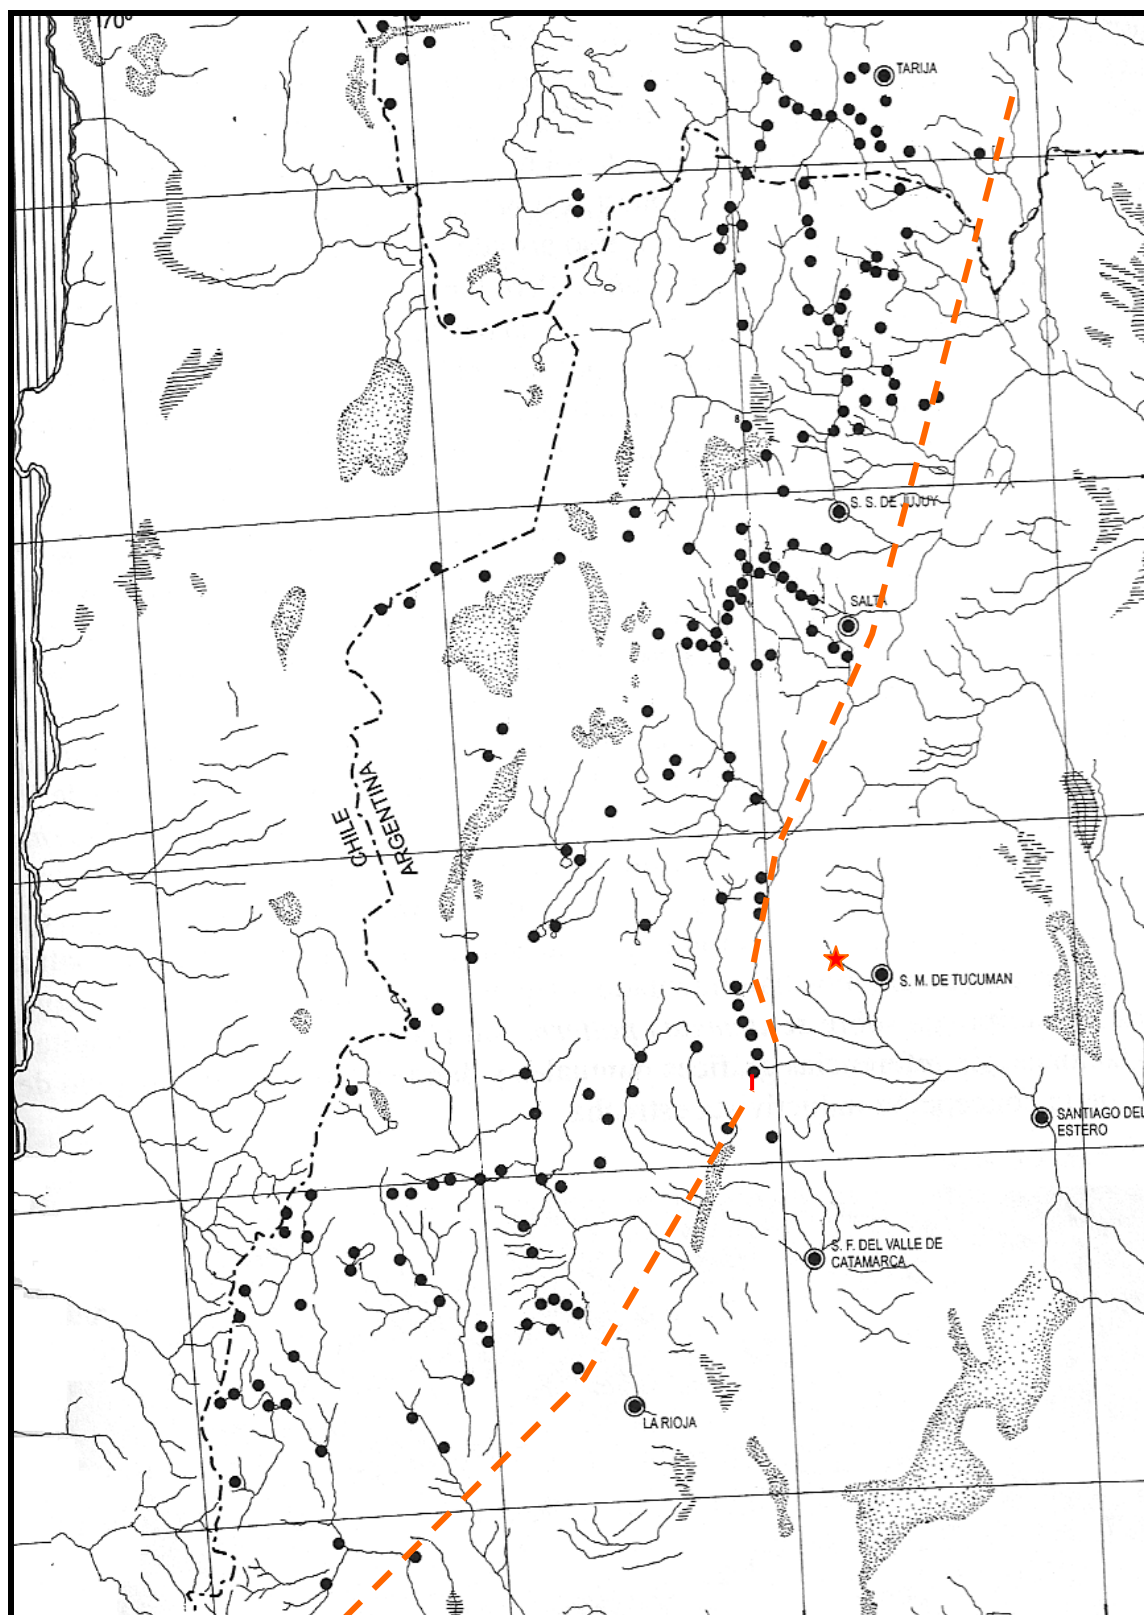 70°
TARIJA
S. S. DE JUJUY
SALTA
CHILE
ARGENTINA
S. M. DE TUCUMAN
SANTIAGO DEL
ESTERO
S. F. DEL VALLE DE
CATAMARCA
LA RIOJA